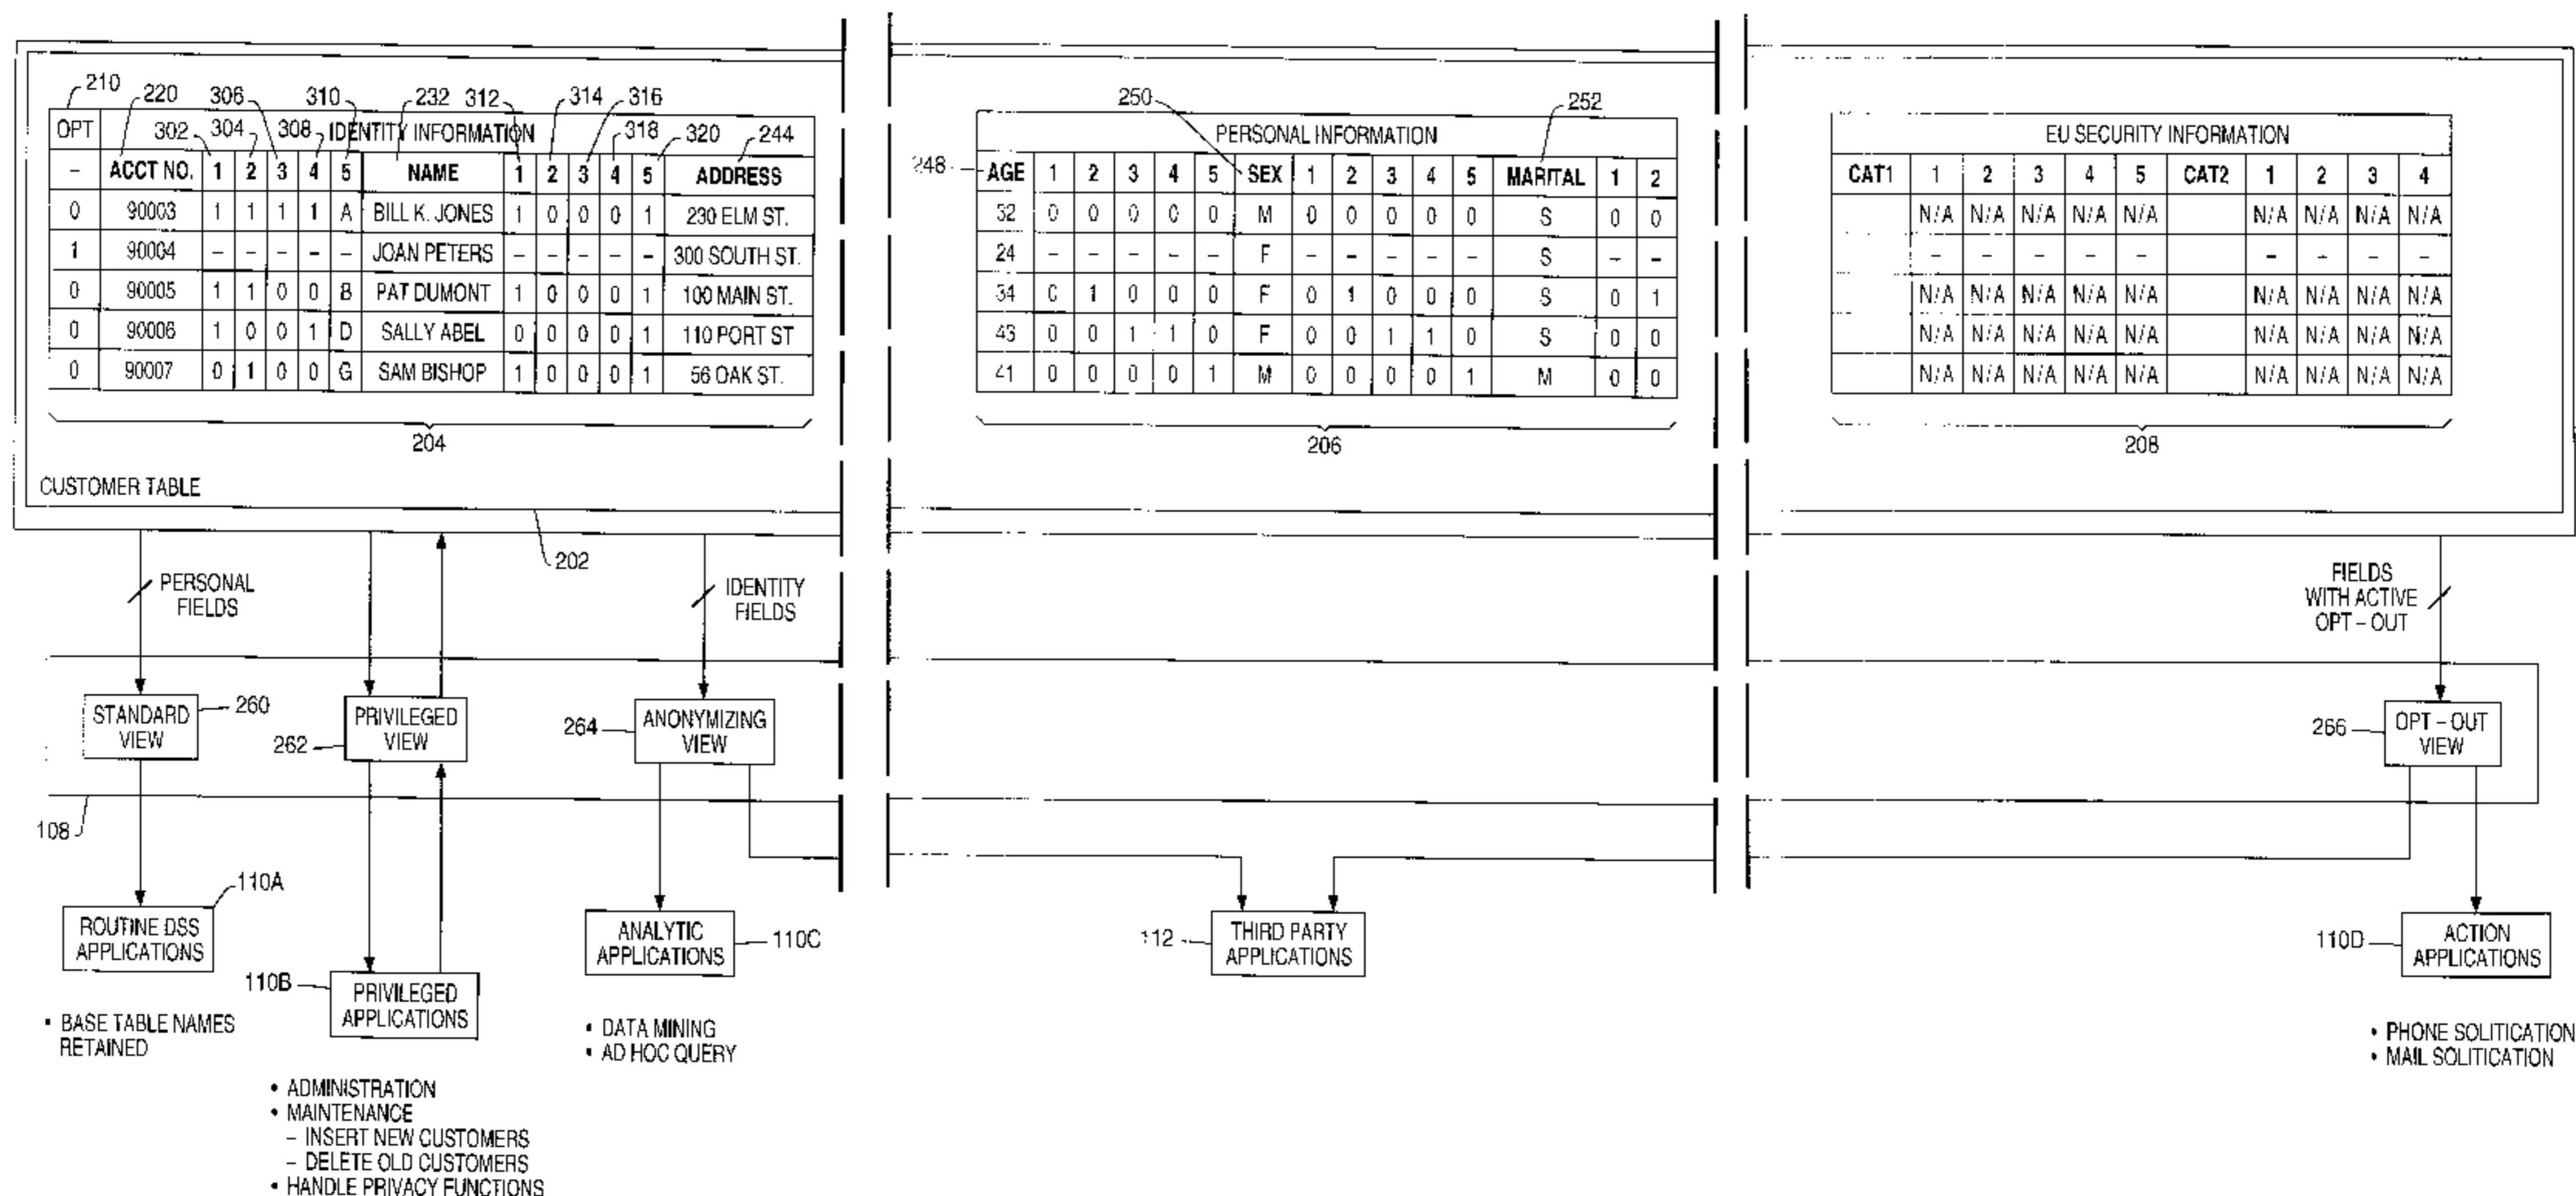 210
220
306
310
232
312
314
316
OPT
302
304
308
IDENTITY INFORMATION
318
320
244
–
ACCT NO. 1 2 3 4 5 NAME 1 2 3 4 5 ADDRESS
0 90003 1 1 1 1 A BILL K. JONES 1 0 0 0 1 230 ELM ST.
1 90004 – – – – – JOAN PETERS – – – – – 300 SOUTH ST.
0 90005 1 1 0 0 B PAT DUMONT 1 0 0 0 1 100 MAIN ST.
0 90006 1 0 0 1 D SALLY ABEL 0 0 0 0 1 110 PORT ST
0 90007 0 1 0 0 G SAM BISHOP 1 0 0 0 1 56 OAK ST.
204
CUSTOMER TABLE
202
250
252
PERSONAL INFORMATION
248
AGE 1 2 3 4 5 SEX 1 2 3 4 5 MARITAL 1 2
32 0 0 0 0 0 M 0 0 0 0 0 S 0 0
24 – – – – – F – – – – – S – –
34 0 1 0 0 0 F 0 1 0 0 0 S 0 1
43 0 0 1 1 0 F 0 0 1 1 0 S 0 0
41 0 0 0 0 1 M 0 0 0 0 1 M 0 0
206
EU SECURITY INFORMATION
CAT1 1 2 3 4 5 CAT2 1 2 3 4
N/A N/A N/A N/A N/A N/A N/A N/A N/A
– – – – – – – – –
N/A N/A N/A N/A N/A N/A N/A N/A N/A
N/A N/A N/A N/A N/A N/A N/A N/A N/A
N/A N/A N/A N/A N/A N/A N/A N/A N/A
208
PERSONAL
FIELDS
IDENTITY
FIELDS
FIELDS
WITH ACTIVE
OPT – OUT
STANDARD
VIEW
260
PRIVILEGED
VIEW
262
ANONYMIZING
VIEW
264
OPT – OUT
VIEW
266
108
110A
ROUTINE DSS
APPLICATIONS
• BASE TABLE NAMES
RETAINED
110B
PRIVILEGED
APPLICATIONS
• ADMINISTRATION
• MAINTENANCE
– INSERT NEW CUSTOMERS
– DELETE OLD CUSTOMERS
• HANDLE PRIVACY FUNCTIONS
ANALYTIC
APPLICATIONS
110C
• DATA MINING
• AD HOC QUERY
112
THIRD PARTY
APPLICATIONS
110D
ACTION
APPLICATIONS
• PHONE SOLITICATION
• MAIL SOLITICATION